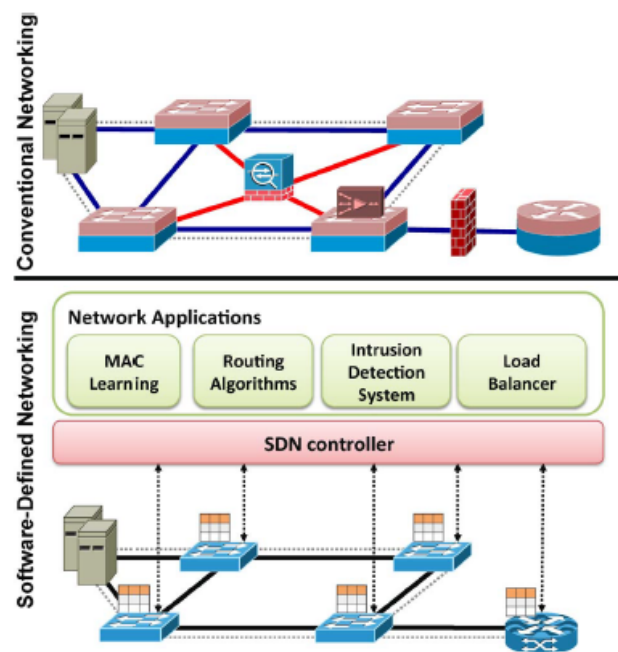 Conventional Networking
Software-Defined Networking
Network Applications
MAC
Learning
Routing
Algorithms
Intrusion
Detection
System
Load
Balancer
SDN controller